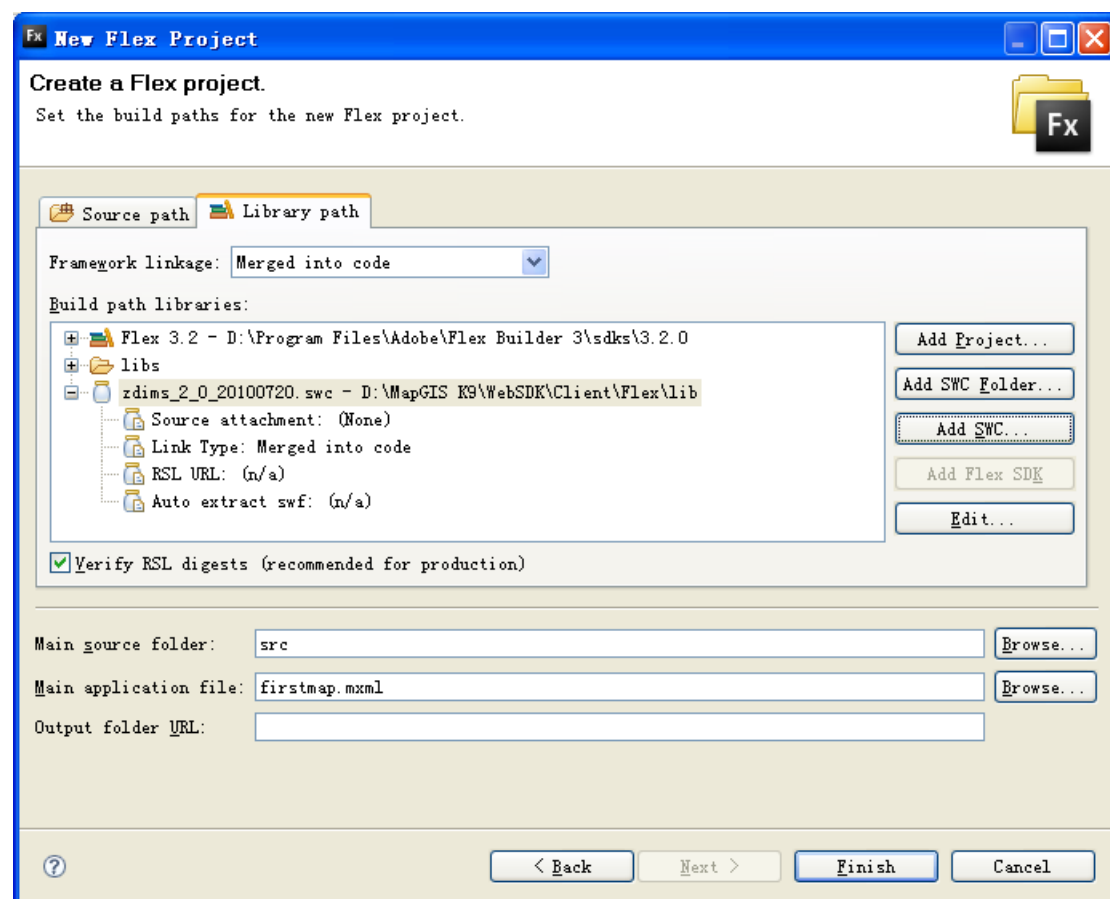 Fx New Flex Project
Create a Flex project.
Set the build paths for the new Flex project.
Fx
Source path Library path
Framework linkage: Merged into code
Build path libraries:
Flex 3.2 - D:\Program Files\Adobe\Flex Builder 3\sdks\3.2.0
Add Project...
libs
Add SWC Folder...
zdims_2_0_20100720.swc - D:\MapGIS K9\WebSDK\Client\Flex\lib
Source attachment: (None)
Add SWC...
Link Type: Merged into code
RSL URL: (n/a)
Add Flex SDK
Auto extract swf: (n/a)
Edit...
Verify RSL digests (recommended for production)
Main source folder: src Browse...
Main application file: firstmap.mxml Browse...
Output folder URL:
? < Back Next > Finish Cancel